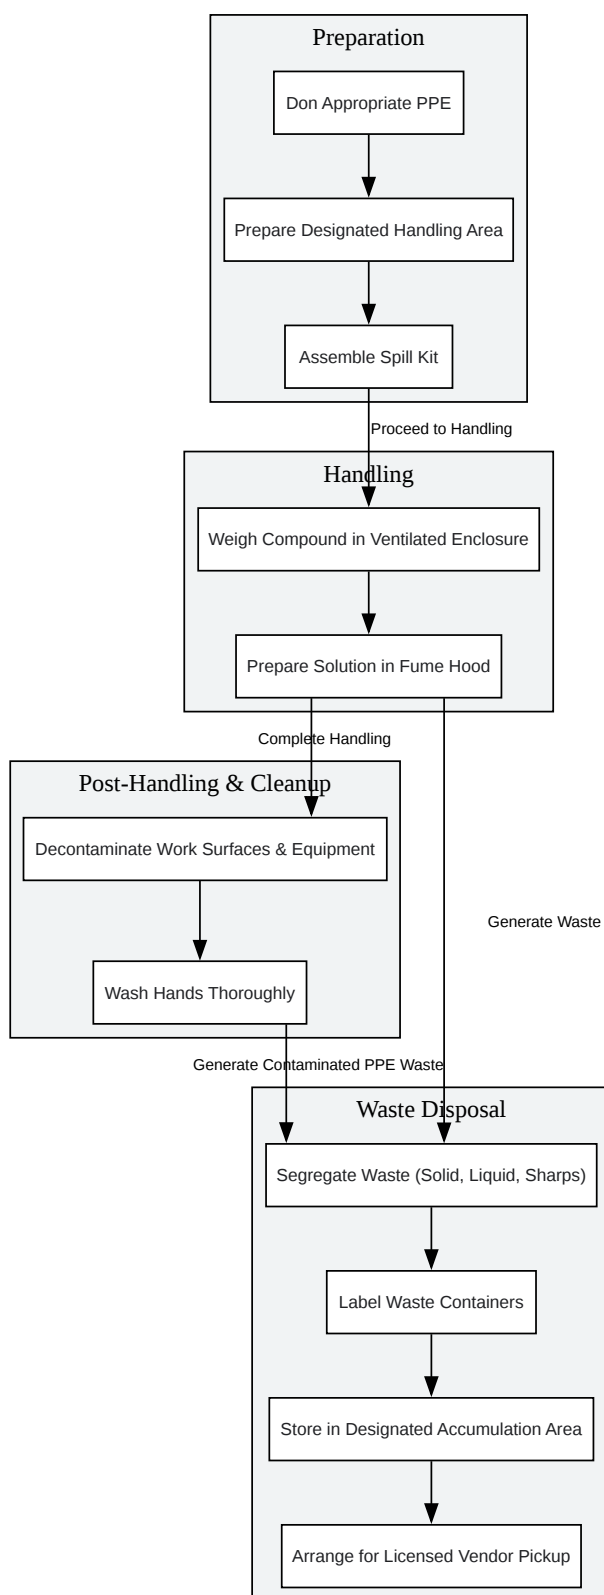 Preparation
Don Appropriate PPE
Prepare Designated Handling Area
Assemble Spill Kit
Proceed to Handling
Handling
Weigh Compound in Ventilated Enclosure
Prepare Solution in Fume Hood
Complete Handling
Post-Handling & Cleanup
Decontaminate Work Surfaces & Equipment
Generate Waste
Wash Hands Thoroughly
Generate Contaminated PPE Waste
Waste Disposal
Segregate Waste (Solid, Liquid, Sharps)
Label Waste Containers
Store in Designated Accumulation Area
Arrange for Licensed Vendor Pickup